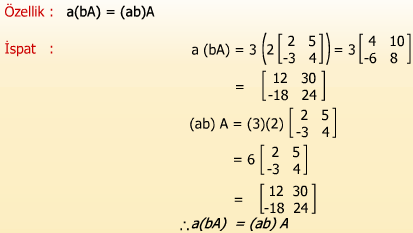 Özellik : a(bA) = (ab)A
İspat : a (bA) = 3 (2 [ 2 5 ; -3 4 ]) = 3 [ 4 10 ; -6 8 ]
= [ 12 30 ; -18 24 ]
(ab) A = (3)(2) [ 2 5 ; -3 4 ]
= 6 [ 2 5 ; -3 4 ]
= [ 12 30 ; -18 24 ]
∴a(bA) = (ab) A